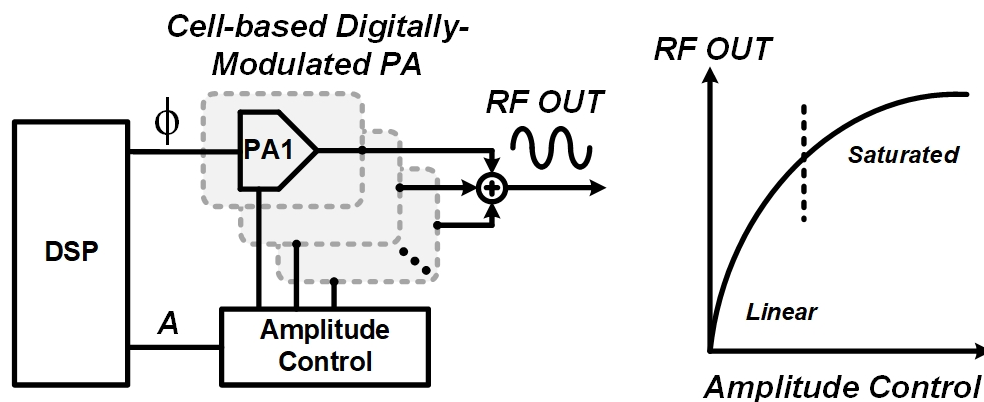 Cell-based Digitally-
Modulated PA
RF OUT
ϕ
PA1
DSP
A
Amplitude
Control
RF OUT
Saturated
Linear
Amplitude Control